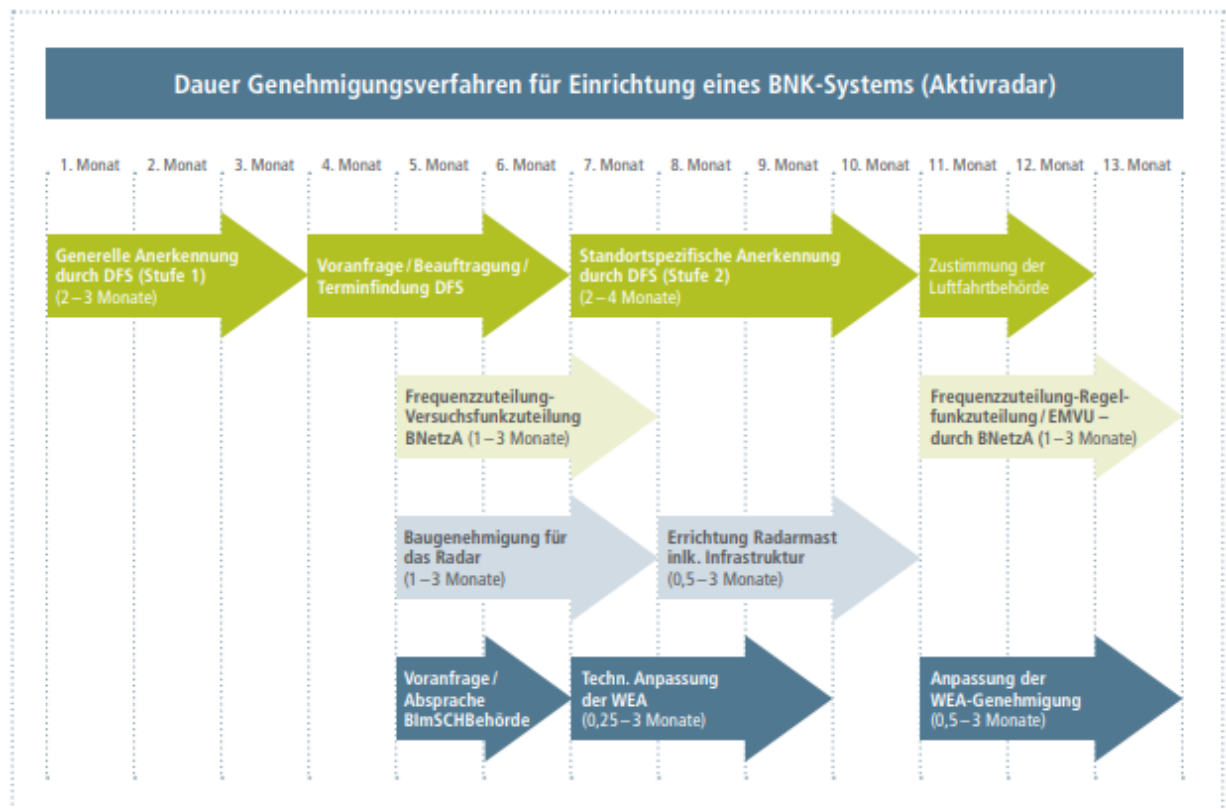 Dauer Genehmigungsverfahren für Einrichtung eines BNK-Systems (Aktivradar)
1. Monat 2. Monat 3. Monat 4. Monat 5. Monat 6. Monat 7. Monat 8. Monat 9. Monat 10. Monat 11. Monat 12. Monat 13. Monat
Generelle Anerkennung
durch DFS (Stufe 1)
(2 – 3 Monate)
Voranfrage / Beauftragung /
Terminfindung DFS
Standortspezifische Anerkennung
durch DFS (Stufe 2)
(2 – 4 Monate)
Zustimmung der
Luftfahrtbehörde
Frequenzzuteilung-
Versuchsfunkzuteilung
BNetzA (1 – 3 Monate)
Frequenzzuteilung-Regel-
funkzuteilung / EMVU –
durch BNetzA (1 – 3 Monate)
Baugenehmigung für
das Radar
(1 – 3 Monate)
Errichtung Radarmast
inlk. Infrastruktur
(0,5 – 3 Monate)
Voranfrage /
Absprache
BImSCHBehörde
Techn. Anpassung
der WEA
(0,25 – 3 Monate)
Anpassung der
WEA-Genehmigung
(0,5 – 3 Monate)